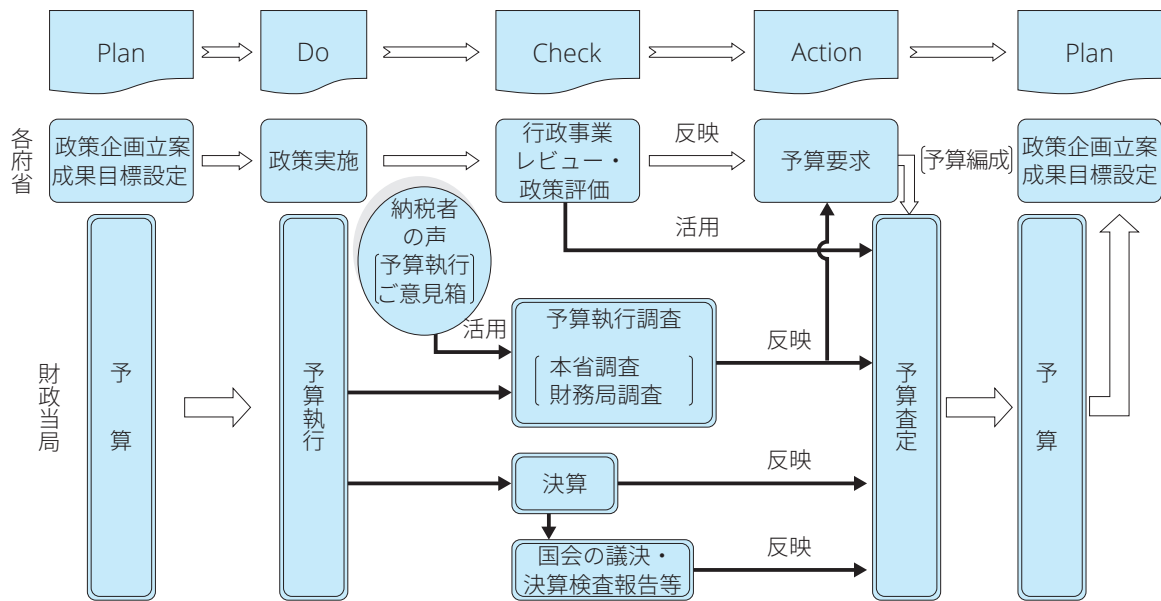 Plan
Do
Check
Action
Plan
各府省
政策企画立案
成果目標設定
政策実施
行政事業
レビュー・
政策評価
反映
予算要求
〔予算編成〕
政策企画立案
成果目標設定
納税者
の声
〔予算執行
ご意見箱〕
活用
活用
財政当局
予算
予算執行
予算執行調査
〔本省調査
財務局調査〕
反映
予算査定
予算
決算
反映
国会の議決・
決算検査報告等
反映